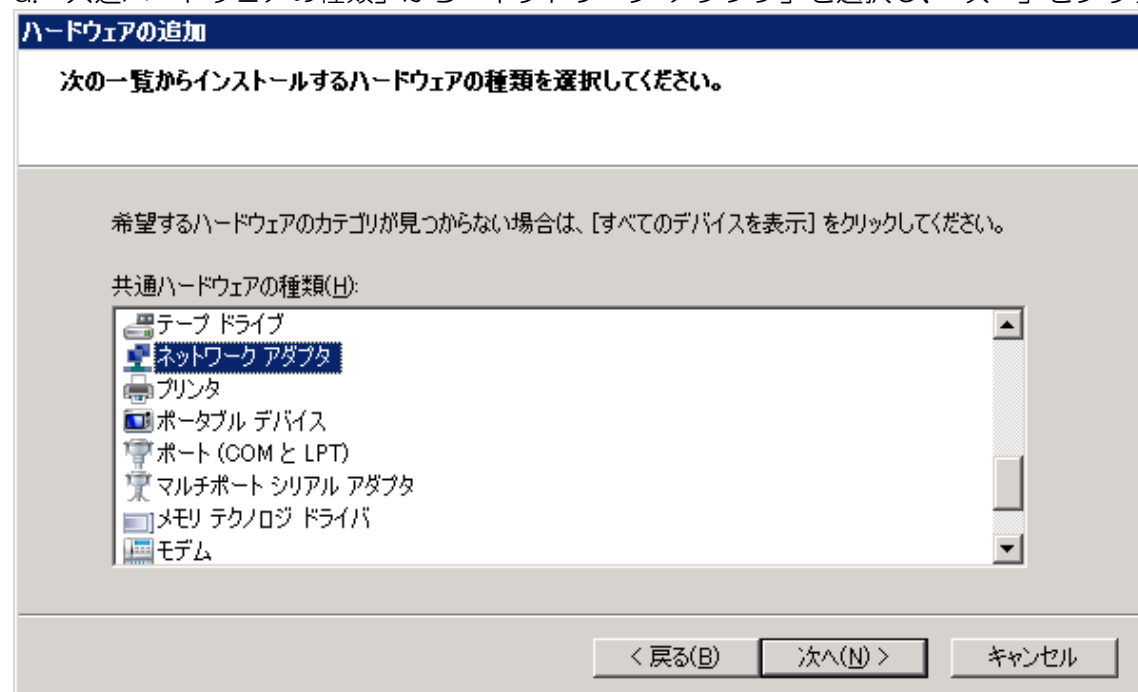 ハードウェアの追加
次の一覧からインストールするハードウェアの種類を選択してください。
希望するハードウェアのカテゴリが見つからない場合は、[すべてのデバイスを表示] をクリックしてください。
共通ハードウェアの種類(H):
テープ ドライブ
ネットワーク アダプタ
プリンタ
ポータブル デバイス
ポート (COM と LPT)
マルチポート シリアル アダプタ
メモリ テクノロジ ドライバ
モデム
< 戻る(B) 次へ(N) > キャンセル